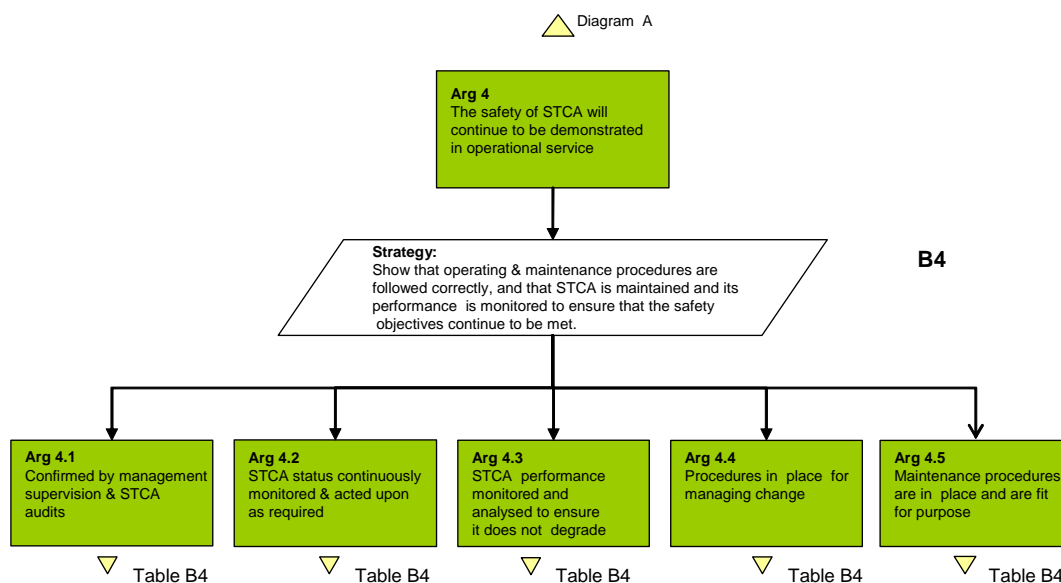 Diagram A
Arg 4
The safety of STCA will
continue to be demonstrated
in operational service
Strategy:
Show that operating & maintenance procedures are
followed correctly, and that STCA is maintained and its
performance is monitored to ensure that the safety
objectives continue to be met.
B4
Arg 4.1
Confirmed by management
supervision & STCA
audits
Table B4
Arg 4.2
STCA status continuously
monitored & acted upon
as required
Table B4
Arg 4.3
STCA performance
monitored and
analysed to ensure
it does not degrade
Table B4
Arg 4.4
Procedures in place for
managing change
Table B4
Arg 4.5
Maintenance procedures
are in place and are fit
for purpose
Table B4